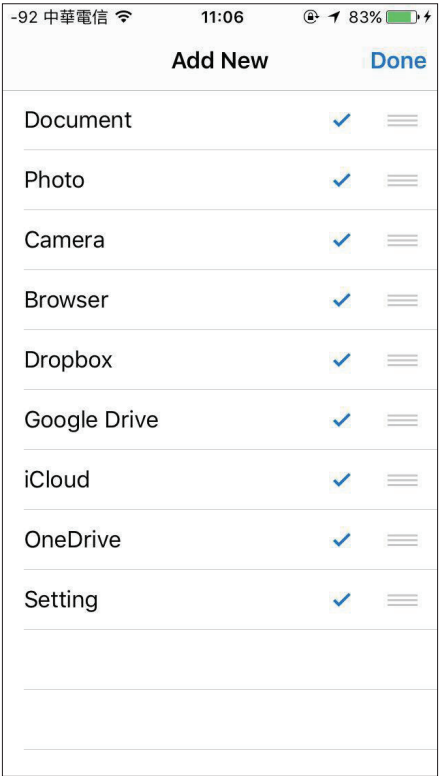 -92 中華電信 11:06 83%
Add New Done
Document
Photo
Camera
Browser
Dropbox
Google Drive
iCloud
OneDrive
Setting